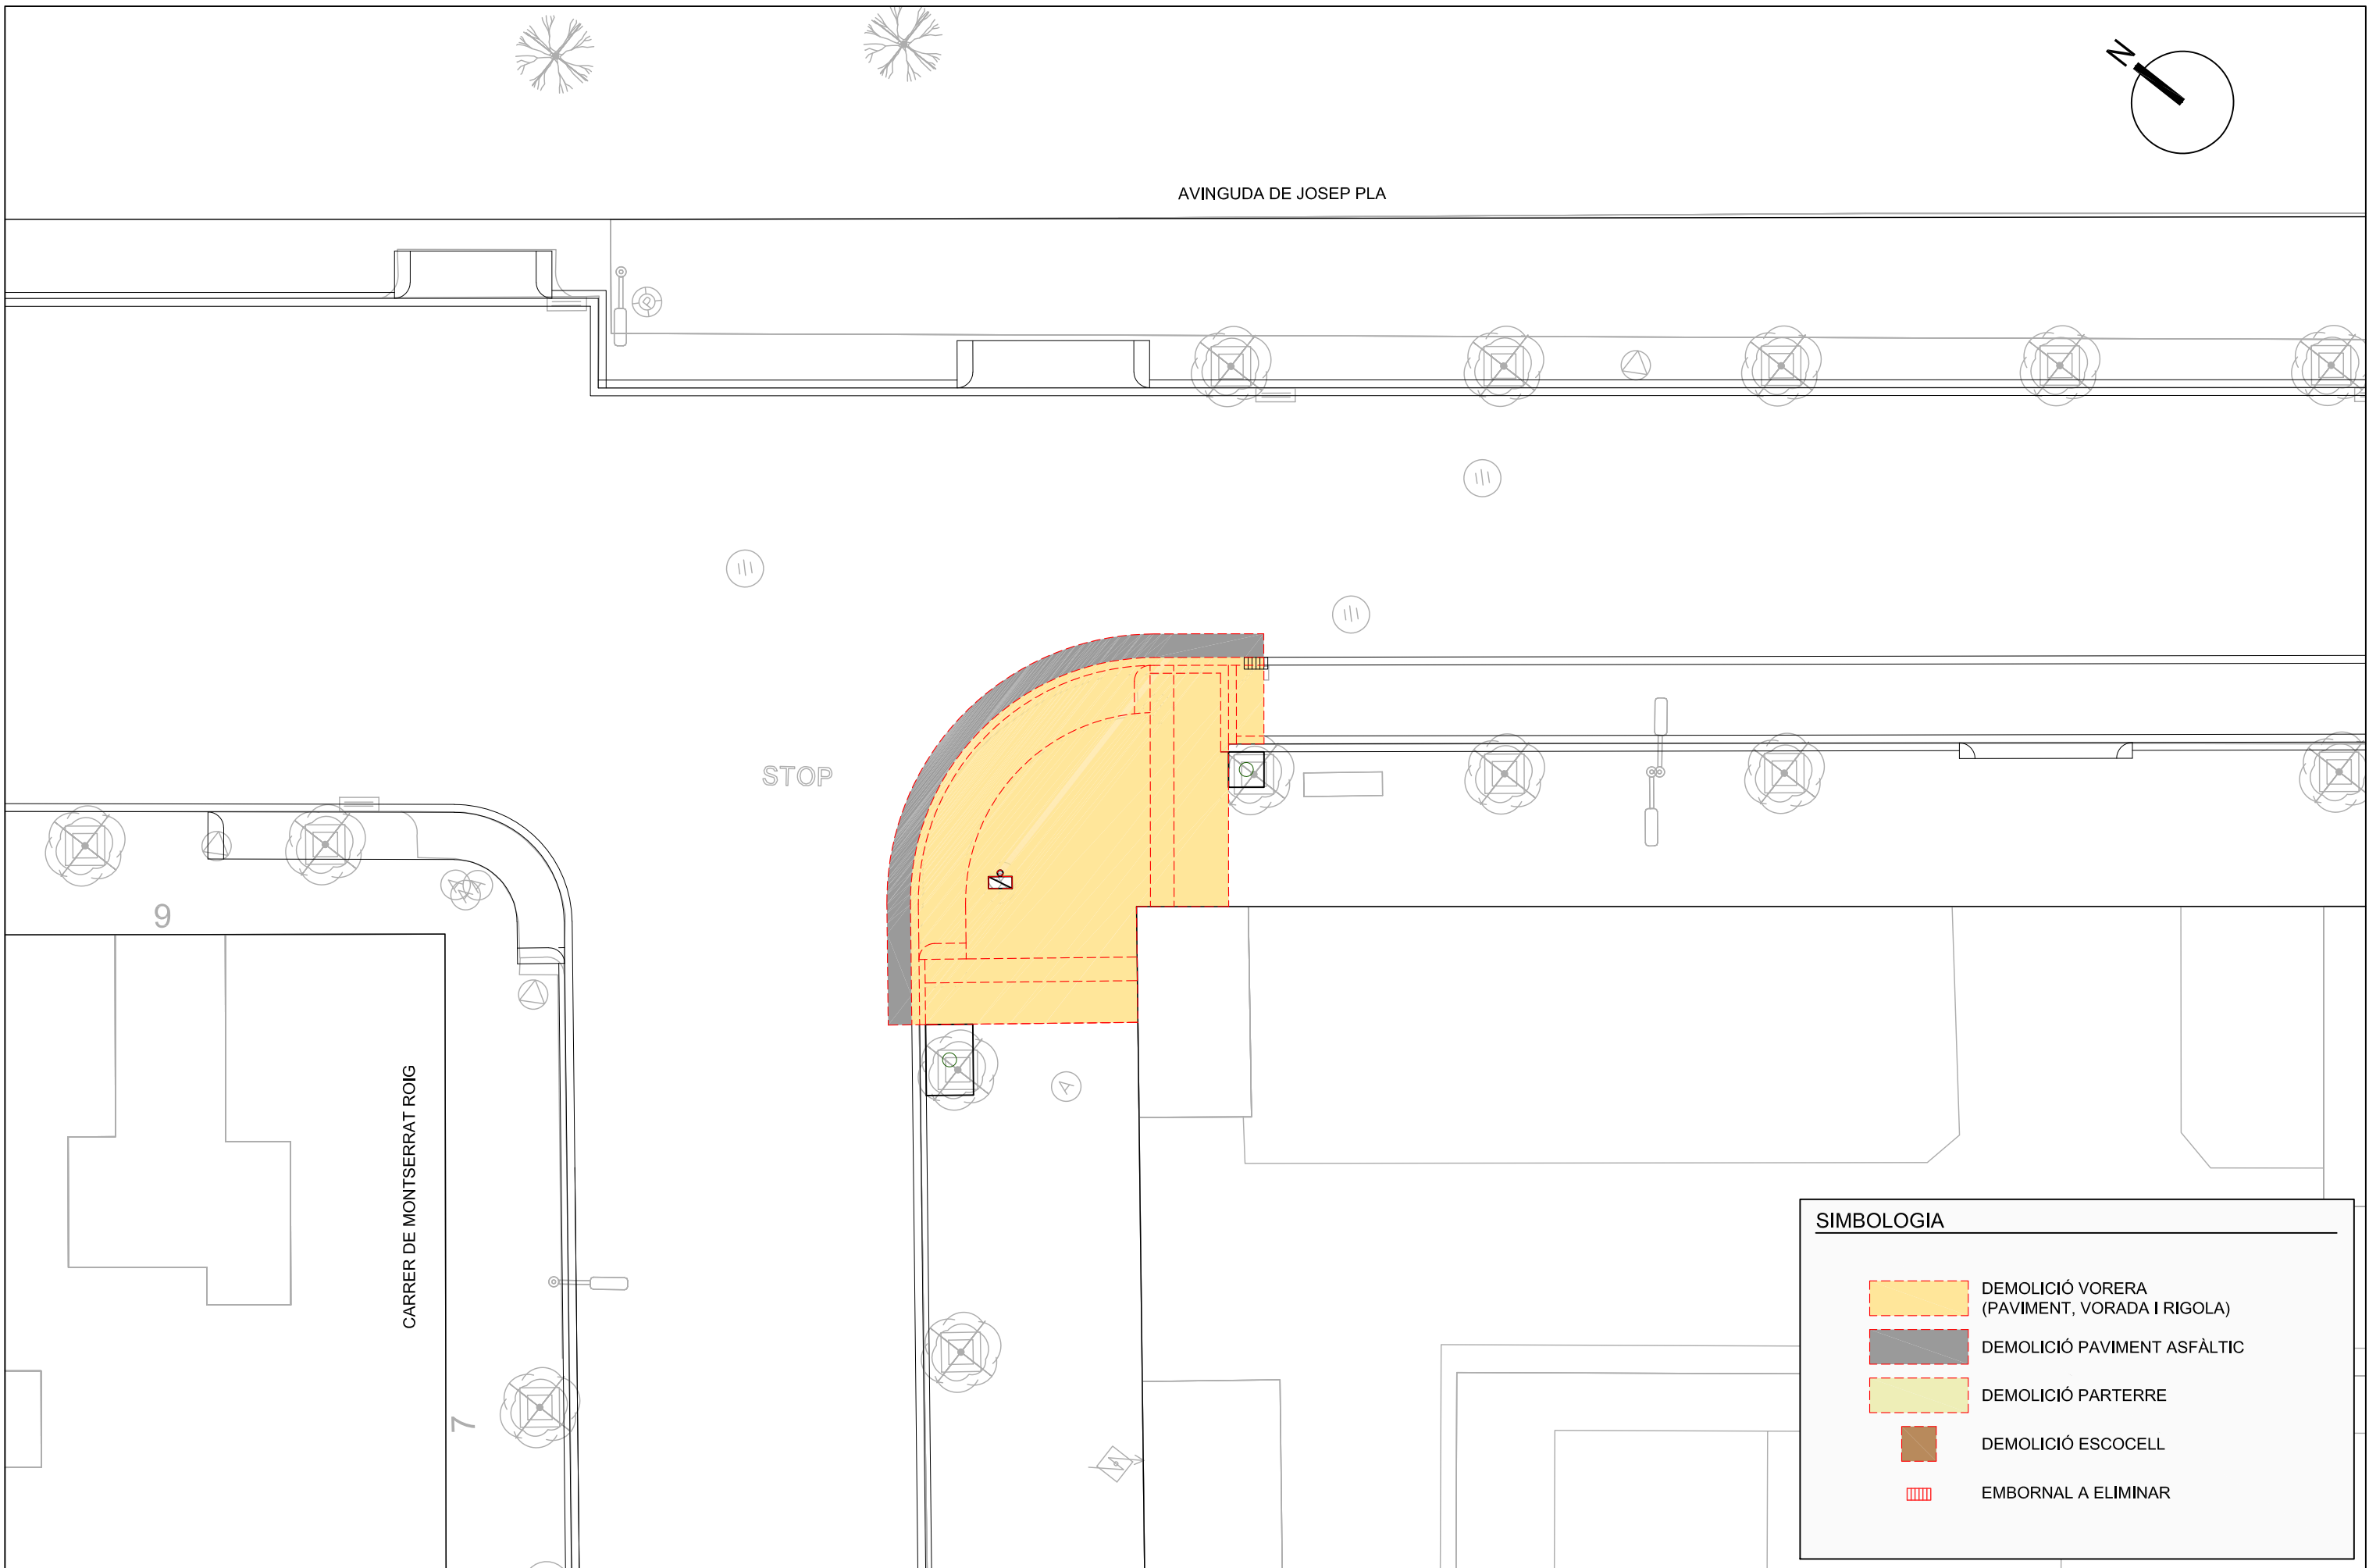 N
AVINGUDA DE JOSEP PLA
P
STOP
9
A
A
A
A
CARRER DE MONTSERRAT ROIG
7
SIMBOLOGIA
DEMOLICIÓ VORERA
(PAVIMENT, VORADA I RIGOLA)
DEMOLICIÓ PAVIMENT ASFÀLTIC
DEMOLICIÓ PARTERRE
DEMOLICIÓ ESCOCELL
EMBORNAL A ELIMINAR